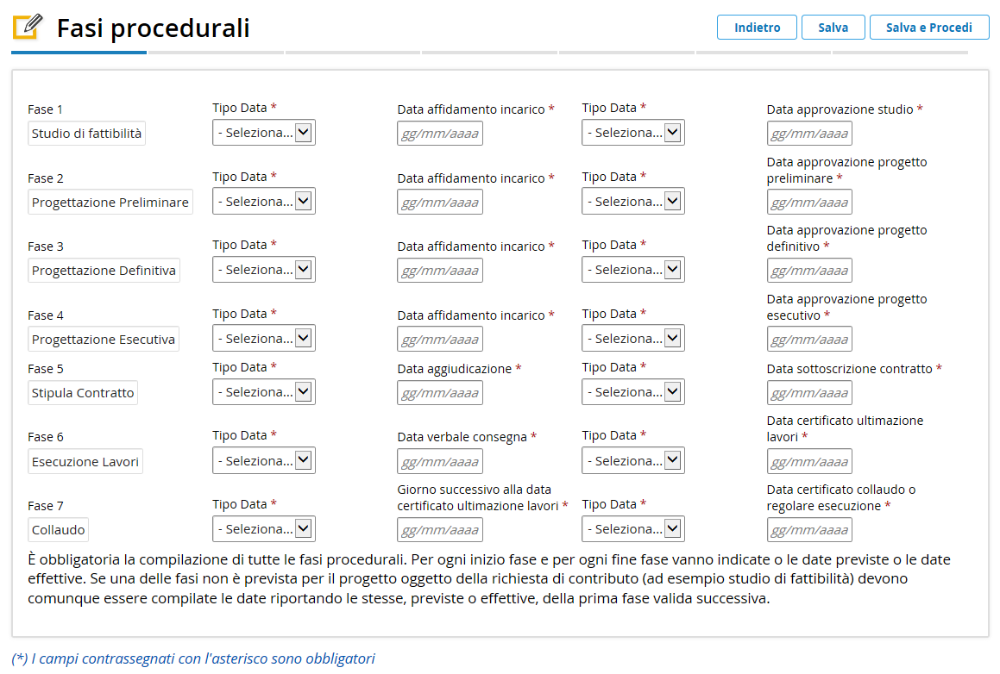 Fasi procedurali
Indietro
Salva
Salva e Procedi
Fase 1
Tipo Data *
Data affidamento incarico *
Tipo Data *
Data approvazione studio *
Studio di fattibilità
- Seleziona...
gg/mm/aaaa
- Seleziona...
gg/mm/aaaa
Fase 2
Tipo Data *
Data affidamento incarico *
Tipo Data *
Data approvazione progetto
preliminare *
Progettazione Preliminare
- Seleziona...
gg/mm/aaaa
- Seleziona...
gg/mm/aaaa
Fase 3
Tipo Data *
Data affidamento incarico *
Tipo Data *
Data approvazione progetto
definitivo *
Progettazione Definitiva
- Seleziona...
gg/mm/aaaa
- Seleziona...
gg/mm/aaaa
Fase 4
Tipo Data *
Data affidamento incarico *
Tipo Data *
Data approvazione progetto
esecutivo *
Progettazione Esecutiva
- Seleziona...
gg/mm/aaaa
- Seleziona...
gg/mm/aaaa
Fase 5
Tipo Data *
Data aggiudicazione *
Tipo Data *
Data sottoscrizione contratto *
Stipula Contratto
- Seleziona...
gg/mm/aaaa
- Seleziona...
gg/mm/aaaa
Fase 6
Tipo Data *
Data verbale consegna *
Tipo Data *
Data certificato ultimazione
lavori *
Esecuzione Lavori
- Seleziona...
gg/mm/aaaa
- Seleziona...
gg/mm/aaaa
Fase 7
Tipo Data *
Giorno successivo alla data
certificato ultimazione lavori *
Tipo Data *
Data certificato collaudo o
regolare esecuzione *
Collaudo
- Seleziona...
gg/mm/aaaa
- Seleziona...
gg/mm/aaaa
È obbligatoria la compilazione di tutte le fasi procedurali. Per ogni inizio fase e per ogni fine fase vanno indicate o le date previste o le date
effettive. Se una delle fasi non è prevista per il progetto oggetto della richiesta di contributo (ad esempio studio di fattibilità) devono
comunque essere compilate le date riportando le stesse, previste o effettive, della prima fase valida successiva.
(*) I campi contrassegnati con l'asterisco sono obbligatori